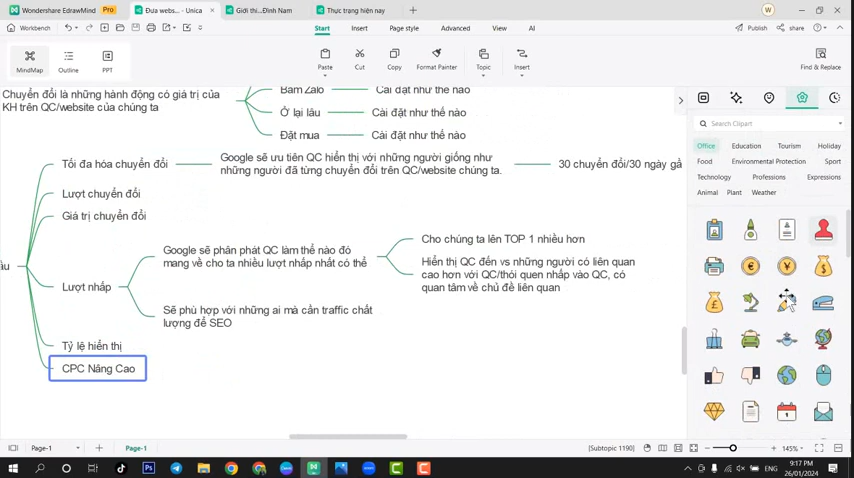 Wondershare EdrawMind Pro
Đưa webs... - Unica
Giới thi...Đình Nam
Thực trạng hiện nay
W
Workbench
Start
Insert
Page style
Advanced
View
AI
Publish
share
MindMap
Outline
PPT
Paste
Cut
Copy
Format Painter
Topic
Insert
Find & Replace
Chuyển đổi là những hành động có giá trị của
KH trên QC/website của chúng ta
Bấm Zalo
Cài đặt như thế nào
Ở lại lâu
Cài đặt như thế nào
Đặt mua
Cài đặt như thế nào
Tối đa hóa chuyển đổi
Google sẽ ưu tiên QC hiển thị với những người giống như
những người đã từng chuyển đổi trên QC/website chúng ta.
30 chuyển đổi/30 ngày gầ
Lượt chuyển đổi
Giá trị chuyển đổi
Google sẽ phân phát QC làm thế nào đó
mang về cho ta nhiều lượt nhấp nhất có thể
Cho chúng ta lên TOP 1 nhiều hơn
Hiển thị QC đến vs những người có liên quan
cao hơn với QC/thói quen nhấp vào QC, có
quan tâm về chủ đề liên quan
ầu
Lượt nhấp
Sẽ phù hợp với những ai mà cần traffic chất
lượng để SEO
Tỷ lệ hiển thị
CPC Nâng Cao
Search Clipart
Office
Education
Tourism
Holiday
Food
Environmental Protection
Sport
Technology
Professions
Expressions
Animal
Plant
Weather
Page-1
Page-1
[Subtopic 1190]
145%
ENG
9:17 PM
26/01/2024